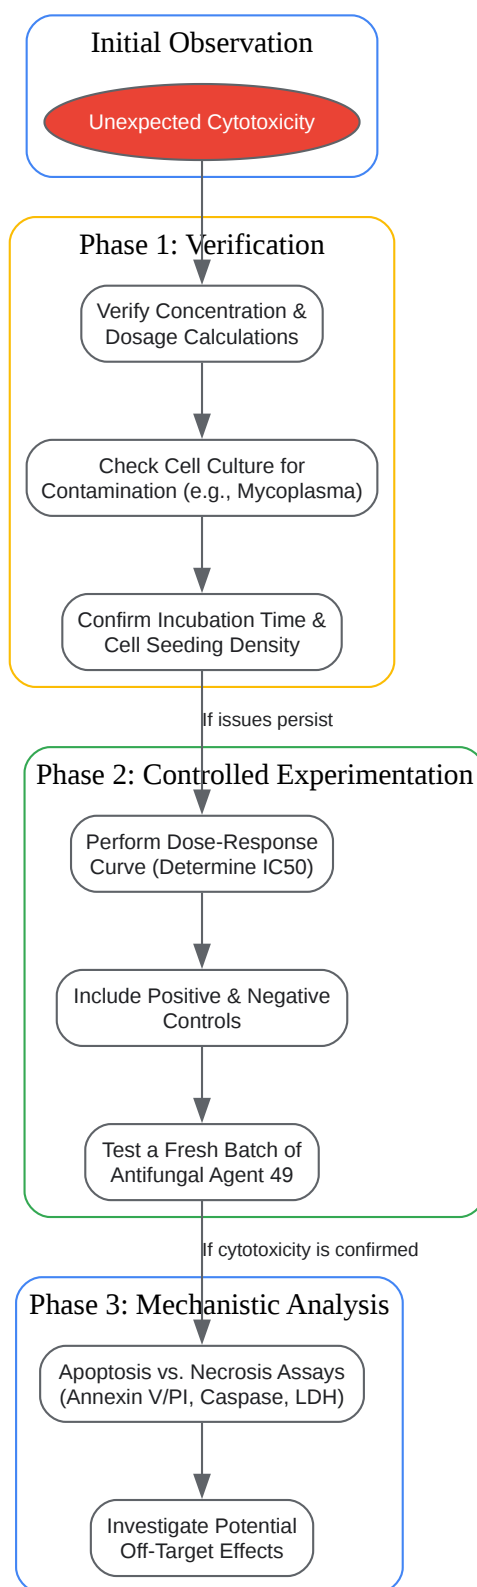 Initial Observation
Unexpected Cytotoxicity
Phase 1: Verification
Verify Concentration &
Dosage Calculations
Check Cell Culture for
Contamination (e.g., Mycoplasma)
Confirm Incubation Time &
Cell Seeding Density
If issues persist
Phase 2: Controlled Experimentation
Perform Dose-Response
Curve (Determine IC50)
Include Positive & Negative
Controls
Test a Fresh Batch of
Antifungal Agent 49
If cytotoxicity is confirmed
Phase 3: Mechanistic Analysis
Apoptosis vs. Necrosis Assays
(Annexin V/PI, Caspase, LDH)
Investigate Potential
Off-Target Effects